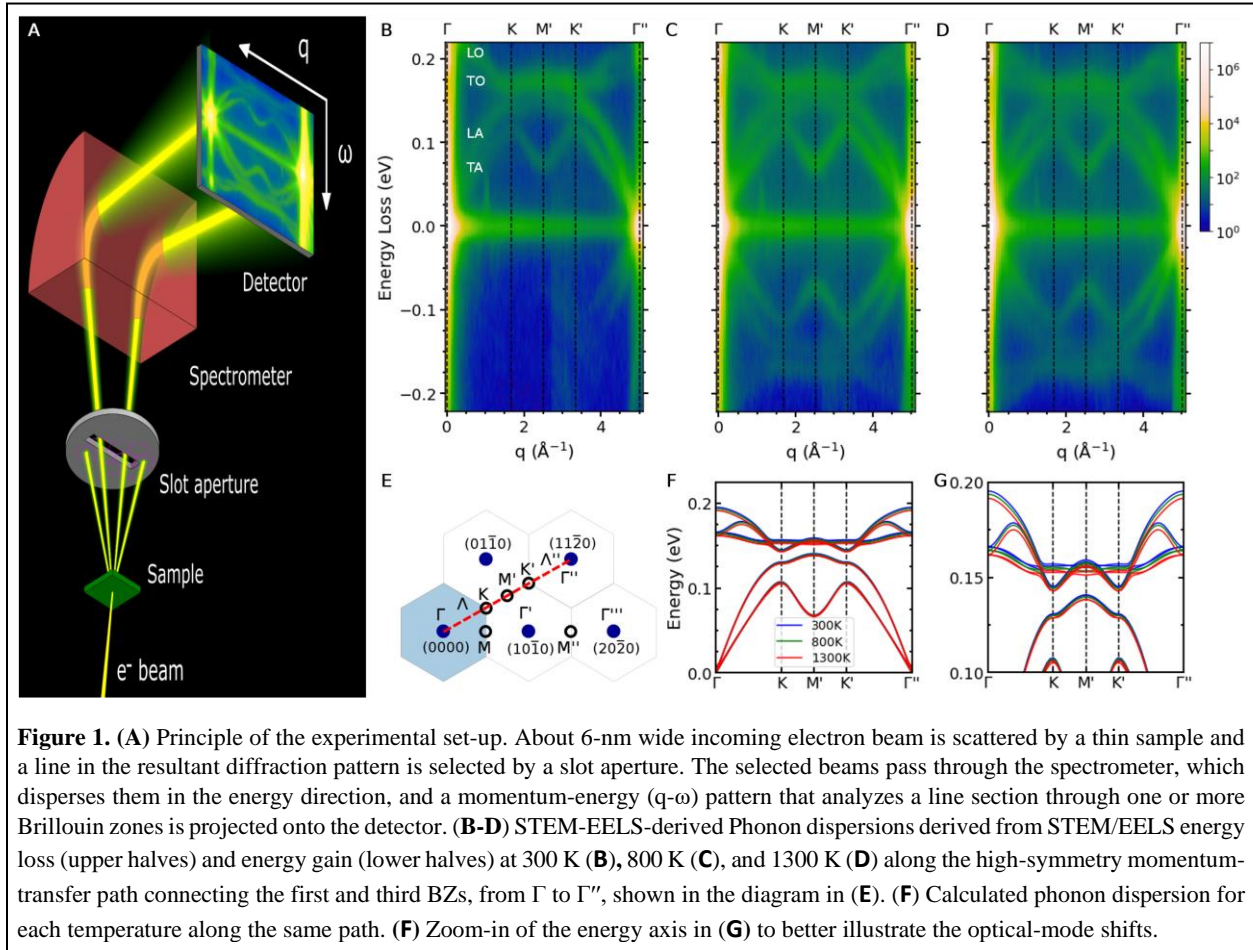 A
q
ω
Detector
Spectrometer
Slot aperture
Sample
e⁻ beam
B
Γ K M' K' Γ''
LO
TO
LA
TA
0.2
0.1
0.0
−0.1
−0.2
Energy Loss (eV)
0 2 4
q (Å⁻¹)
C
Γ K M' K' Γ''
0 2 4
q (Å⁻¹)
D
Γ K M' K' Γ''
0 2 4
q (Å⁻¹)
10⁶
10⁴
10²
10⁰
E
(011̅0)
(112̅0)
Γ''
Λ''
K'
M'
K
Λ
Γ
(0000)
M
Γ'
(101̅0)
M''
Γ'''
(202̅0)
F
0.2
0.1
0.0
Energy (eV)
300K
800K
1300K
Γ K M' K' Γ''
G
0.20
0.15
0.10
Γ K M' K' Γ''
Figure 1. (A) Principle of the experimental set-up. About 6-nm wide incoming electron beam is scattered by a thin sample and
a line in the resultant diffraction pattern is selected by a slot aperture. The selected beams pass through the spectrometer, which
disperses them in the energy direction, and a momentum-energy (q-ω) pattern that analyzes a line section through one or more
Brillouin zones is projected onto the detector. (B-D) STEM-EELS-derived Phonon dispersions derived from STEM/EELS energy
loss (upper halves) and energy gain (lower halves) at 300 K (B), 800 K (C), and 1300 K (D) along the high-symmetry momentum-
transfer path connecting the first and third BZs, from Γ to Γ″, shown in the diagram in (E). (F) Calculated phonon dispersion for
each temperature along the same path. (F) Zoom-in of the energy axis in (G) to better illustrate the optical-mode shifts.